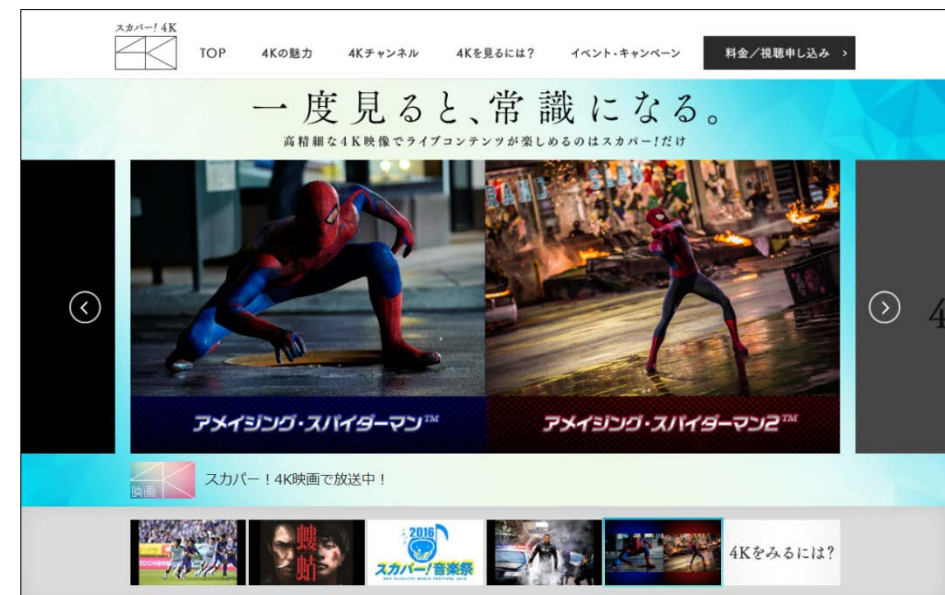 スカパー! 4K
TOP 4Kの魅力 4Kチャンネル 4Kを見るには? イベント・キャンペーン 料金／視聴申し込み ›
一度見ると、常識になる。
高精細な4K映像でライブコンテンツが楽しめるのはスカパー!だけ
アメイジング・スパイダーマン™ アメイジング・スパイダーマン2™
映画 スカパー！4K映画で放送中！
螻蛄
2016
スカパー!音楽祭
4Kをみるには?